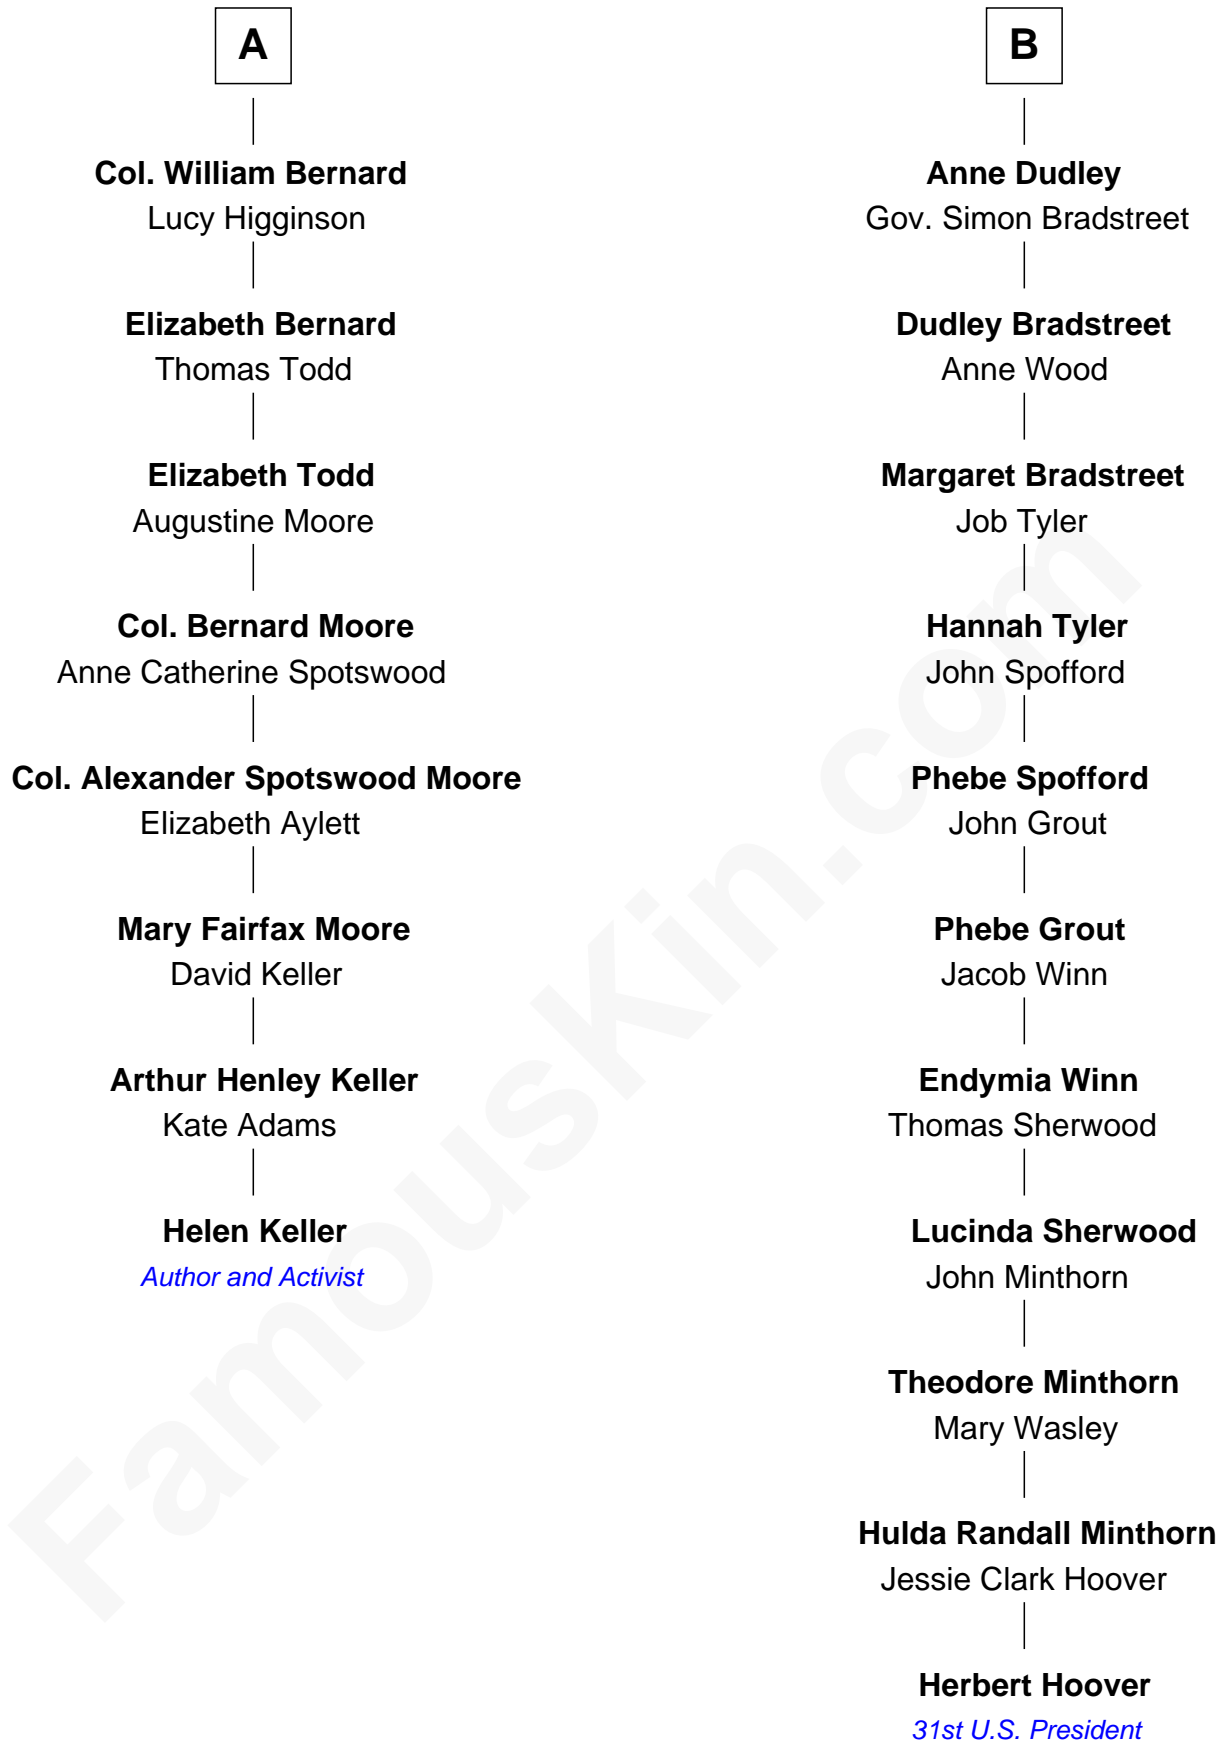 A
Col. William Bernard
Lucy Higginson
Elizabeth Bernard
Thomas Todd
Elizabeth Todd
Augustine Moore
Col. Bernard Moore
Anne Catherine Spotswood
Col. Alexander Spotswood Moore
Elizabeth Aylett
Mary Fairfax Moore
David Keller
Arthur Henley Keller
Kate Adams
Helen Keller
Author and Activist
B
Anne Dudley
Gov. Simon Bradstreet
Dudley Bradstreet
Anne Wood
Margaret Bradstreet
Job Tyler
Hannah Tyler
John Spofford
Phebe Spofford
John Grout
Phebe Grout
Jacob Winn
Endymia Winn
Thomas Sherwood
Lucinda Sherwood
John Minthorn
Theodore Minthorn
Mary Wasley
Hulda Randall Minthorn
Jessie Clark Hoover
Herbert Hoover
31st U.S. President
FamousKin.com